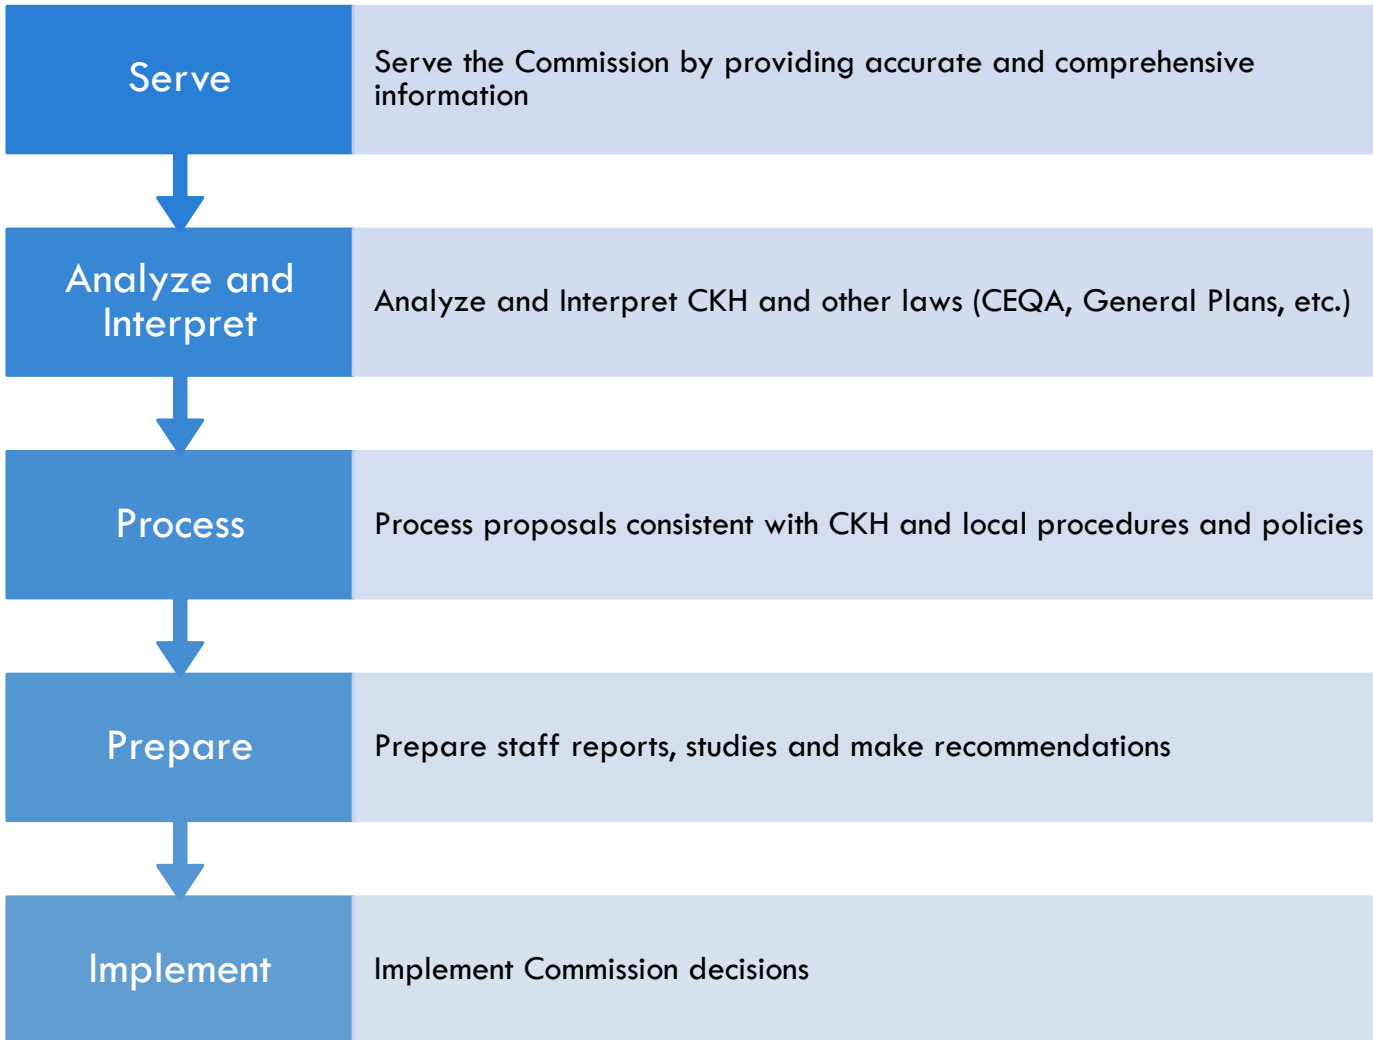 Serve
Serve the Commission by providing accurate and comprehensive
information
Analyze and
Interpret
Analyze and Interpret CKH and other laws (CEQA, General Plans, etc.)
Process
Process proposals consistent with CKH and local procedures and policies
Prepare
Prepare staff reports, studies and make recommendations
Implement
Implement Commission decisions